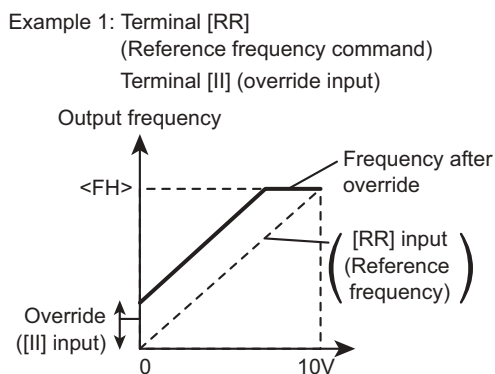 Example 1: Terminal [RR]
(Reference frequency command)
Terminal [II] (override input)
Output frequency
<FH>
Frequency after
override
[RR] input
(Reference
frequency)
Override
([II] input)
0
10V